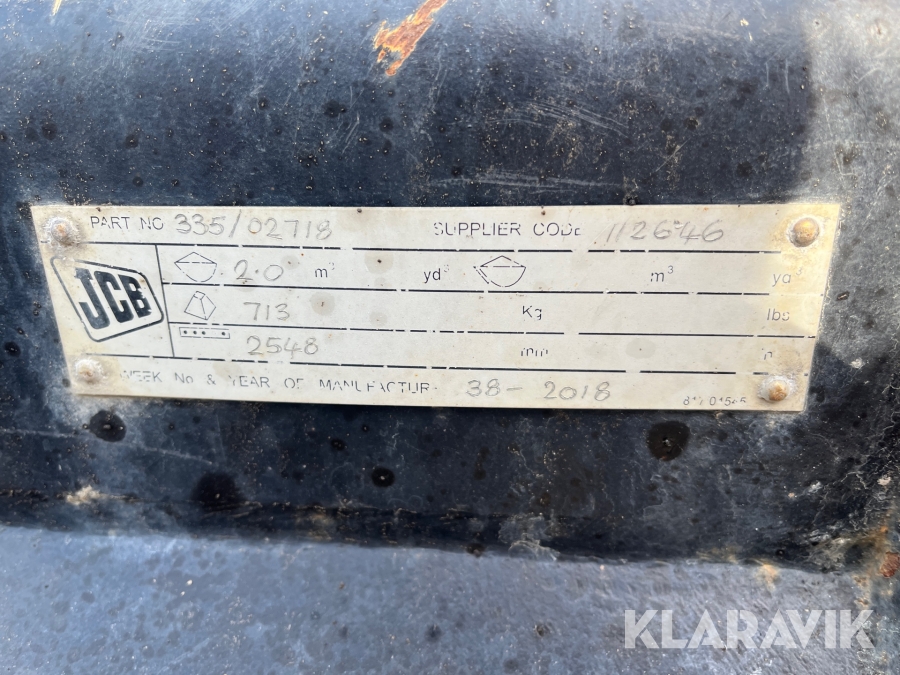 PART NO 335/02718 SUPPLIER CODE 112646
JCB
2.0 m³ yd³ m³ yd³
713 Kg lbs
2548 mm
WEEK No & YEAR OF MANUFACTUR 38-2018
KLARAVIK